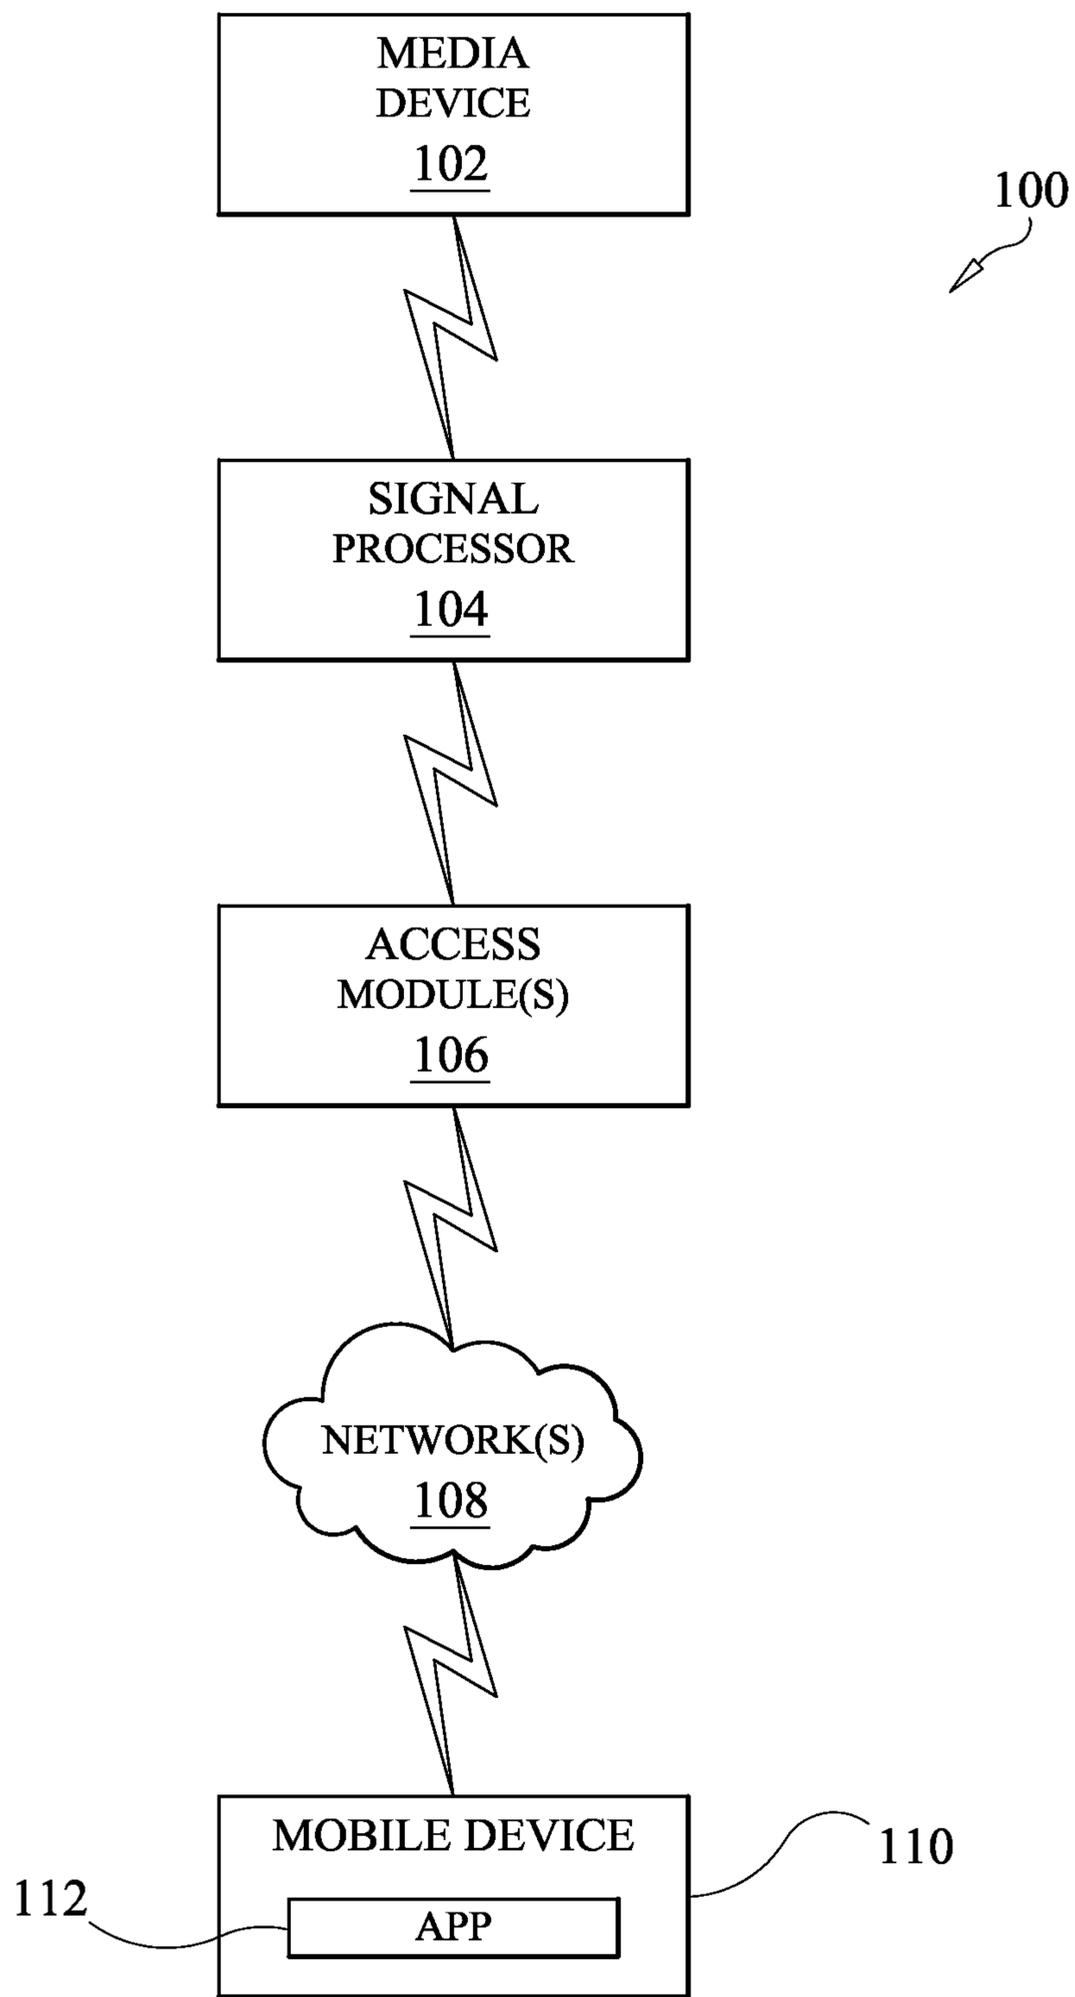 MEDIA
DEVICE
102
100
SIGNAL
PROCESSOR
104
ACCESS
MODULE(S)
106
NETWORK(S)
108
MOBILE DEVICE
110
112
APP